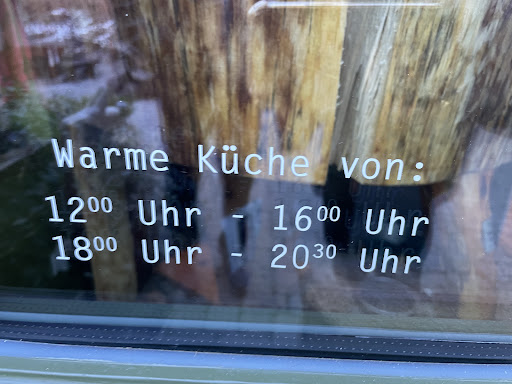 Warme Küche von:
12⁰⁰ Uhr - 16⁰⁰ Uhr
18⁰⁰ Uhr - 20³⁰ Uhr